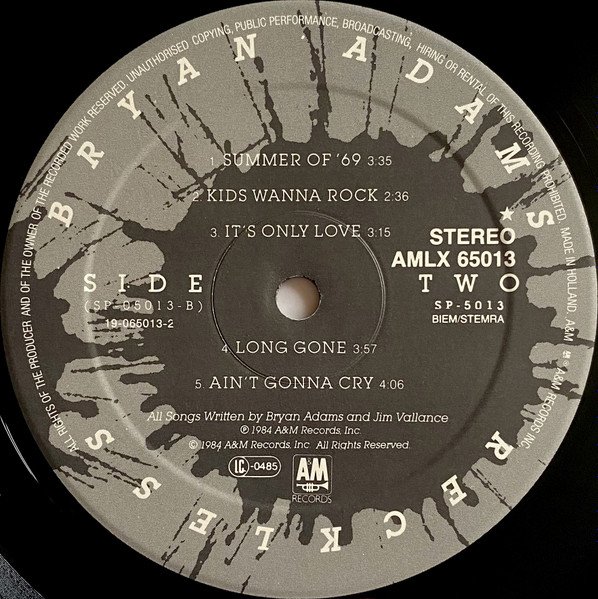 ALL RIGHTS OF THE PRODUCER AND OF THE OWNER OF THE RECORDED WORK RESERVED. UNAUTHORISED COPYING, PUBLIC PERFORMANCE, BROADCASTING, HIRING OR RENTAL OF THIS RECORDING PROHIBITED. MADE IN HOLLAND. A&M ® A&M RECORDS INC.
BRYAN ADAMS ★
1. SUMMER OF '69 3:35
2. KIDS WANNA ROCK 2:36
3. IT'S ONLY LOVE 3:15
STEREO
AMLX 65013
SIDE TWO
(SP-05013-B) SP-5013
19-065013-2 BIEM/STEMRA
4. LONG GONE 3:57
5. AIN'T GONNA CRY 4:06
All Songs Written by Bryan Adams and Jim Vallance
℗ 1984 A&M Records, Inc.
© 1984 A&M Records, Inc. All Rights Reserved.
LC-0485
A&M
RECORDS
RECKLESS